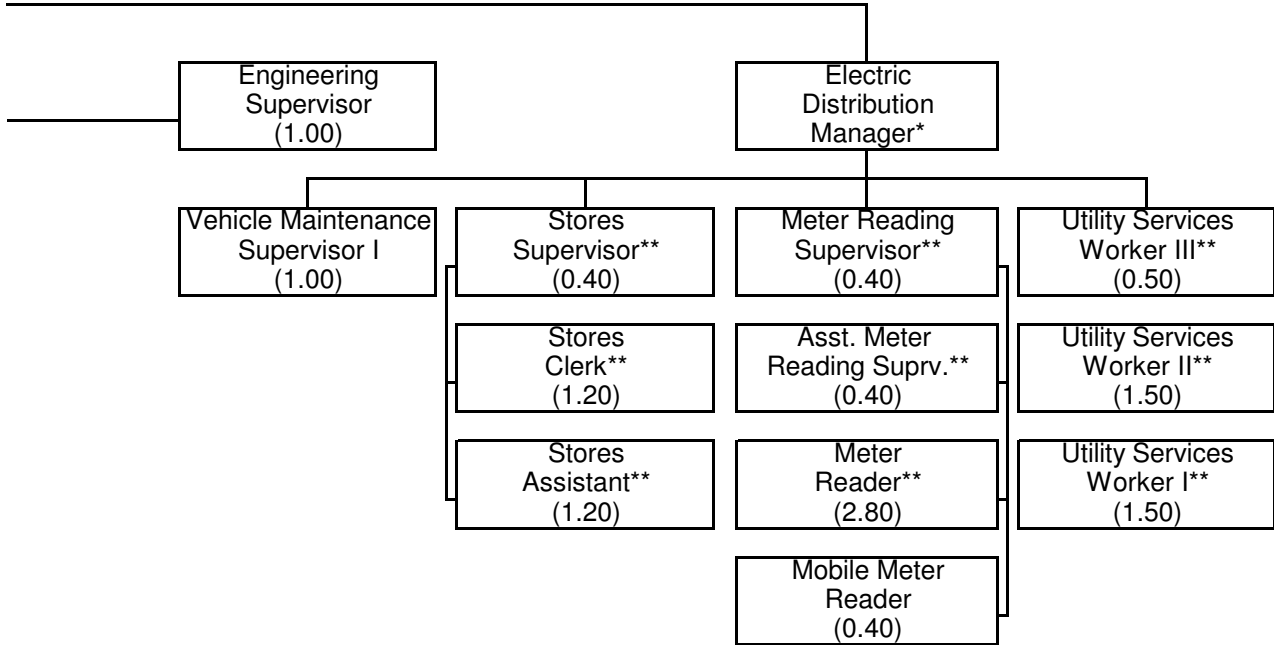 Engineering
Supervisor
(1.00)
Electric
Distribution
Manager*
Vehicle Maintenance
Supervisor I
(1.00)
Stores
Supervisor**
(0.40)
Meter Reading
Supervisor**
(0.40)
Utility Services
Worker III**
(0.50)
Stores
Clerk**
(1.20)
Asst. Meter
Reading Suprv.**
(0.40)
Utility Services
Worker II**
(1.50)
Stores
Assistant**
(1.20)
Meter
Reader**
(2.80)
Utility Services
Worker I**
(1.50)
Mobile Meter
Reader
(0.40)